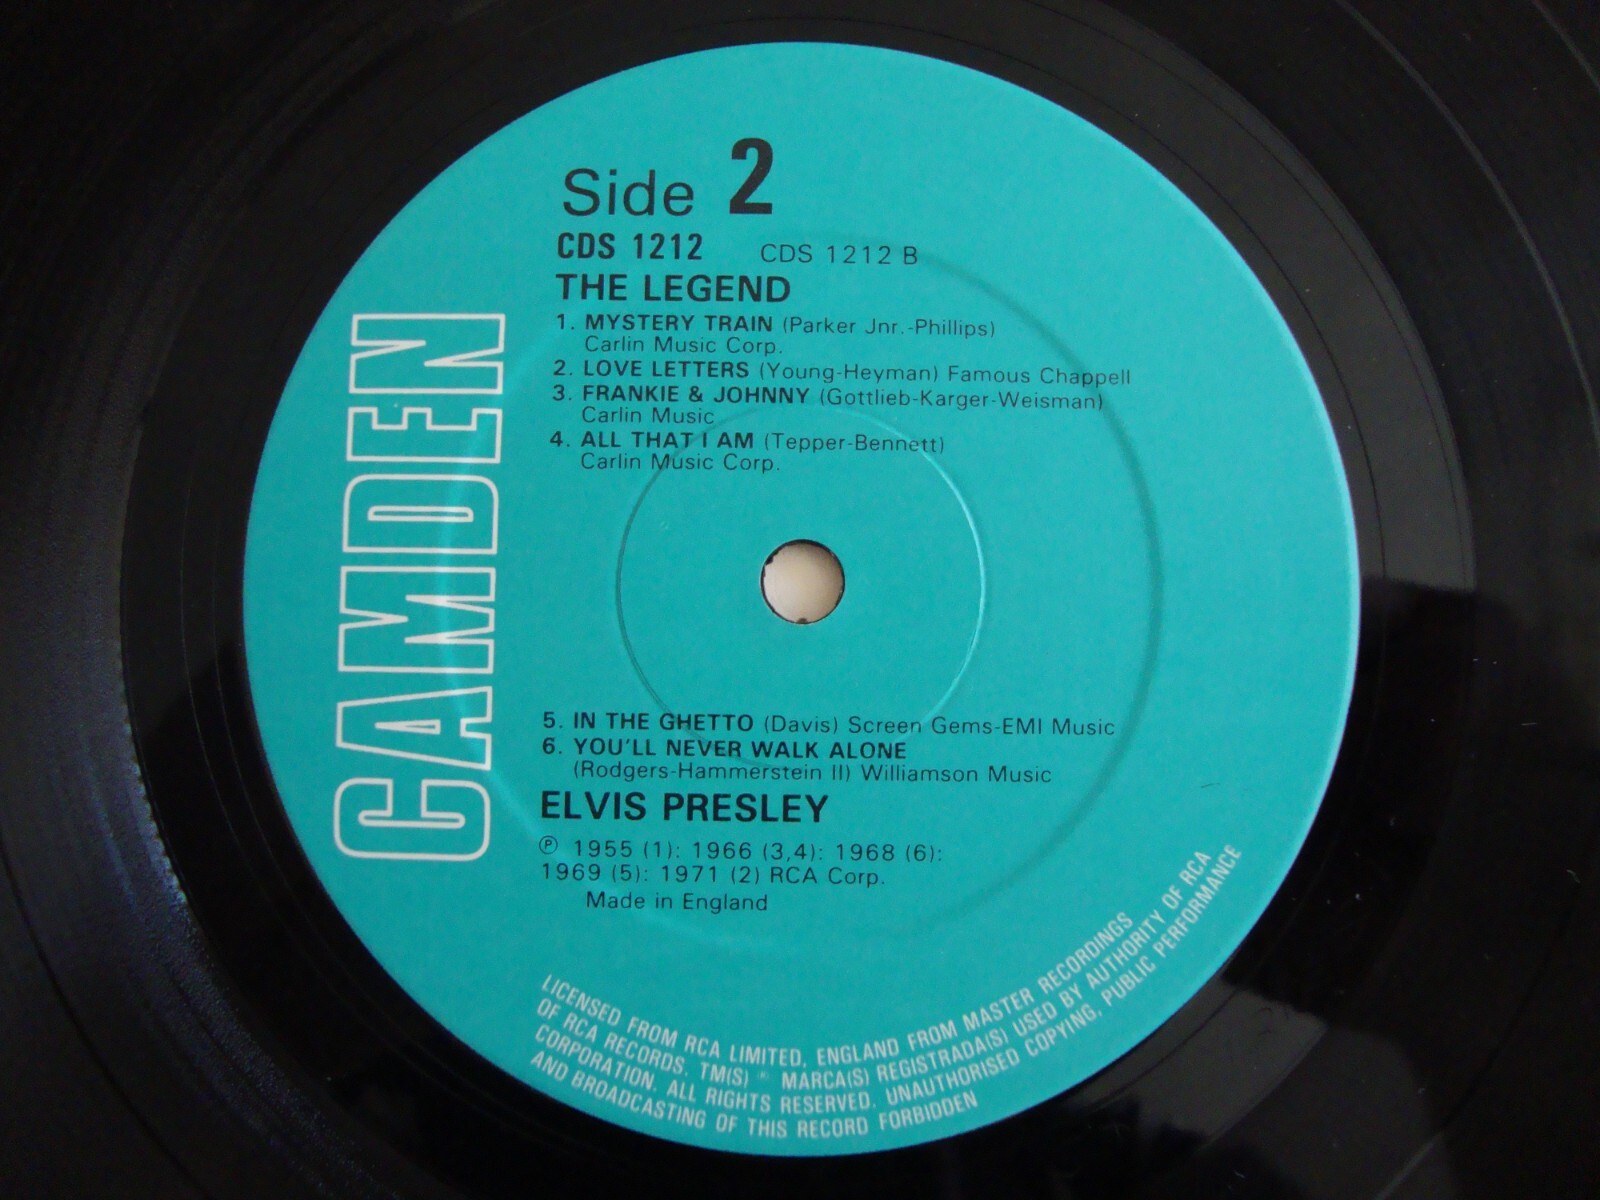 CAMDEN
Side 2
CDS 1212 CDS 1212 B
THE LEGEND
1. MYSTERY TRAIN (Parker Jnr.-Phillips)
Carlin Music Corp.
2. LOVE LETTERS (Young-Heyman) Famous Chappell
3. FRANKIE & JOHNNY (Gottlieb-Karger-Weisman)
Carlin Music
4. ALL THAT I AM (Tepper-Bennett)
Carlin Music Corp.
5. IN THE GHETTO (Davis) Screen Gems-EMI Music
6. YOU'LL NEVER WALK ALONE
(Rodgers-Hammerstein II) Williamson Music
ELVIS PRESLEY
℗ 1955 (1): 1966 (3,4): 1968 (6):
1969 (5): 1971 (2) RCA Corp.
Made in England
LICENSED FROM RCA LIMITED, ENGLAND FROM MASTER RECORDINGS
OF RCA RECORDS. TM(S) ® MARCA(S) REGISTRADA(S) USED BY AUTHORITY OF RCA
CORPORATION. ALL RIGHTS RESERVED. UNAUTHORISED COPYING, PUBLIC PERFORMANCE
AND BROADCASTING OF THIS RECORD FORBIDDEN